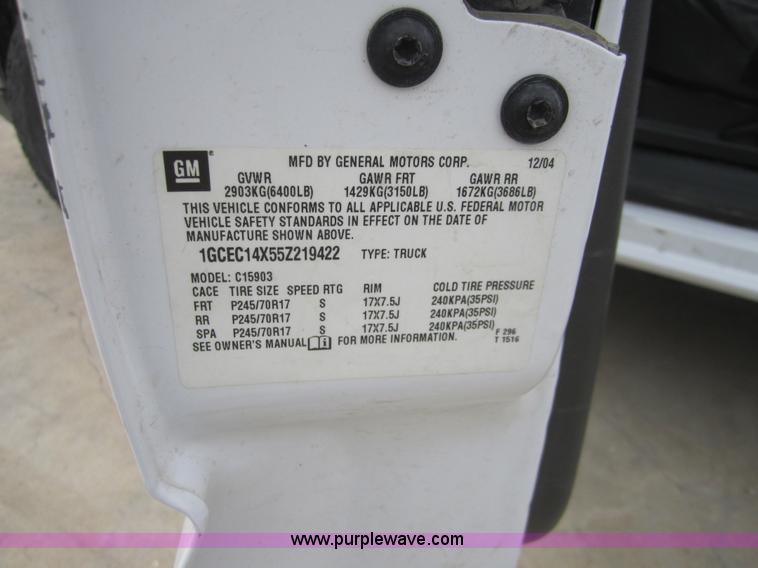 GM
MFD BY GENERAL MOTORS CORP. 12/04
GVWR GAWR FRT GAWR RR
2903KG(6400LB) 1429KG(3150LB) 1672KG(3686LB)
THIS VEHICLE CONFORMS TO ALL APPLICABLE U.S. FEDERAL MOTOR
VEHICLE SAFETY STANDARDS IN EFFECT ON THE DATE OF
MANUFACTURE SHOWN ABOVE.
1GCEC14X55Z219422 TYPE: TRUCK
MODEL: C15903
CACE TIRE SIZE SPEED RTG RIM COLD TIRE PRESSURE
FRT P245/70R17 S 17X7.5J 240KPA(35PSI)
RR P245/70R17 S 17X7.5J 240KPA(35PSI)
SPA P245/70R17 S 17X7.5J 240KPA(35PSI)
F 296
SEE OWNER'S MANUAL i FOR MORE INFORMATION. T 1516
www.purplewave.com